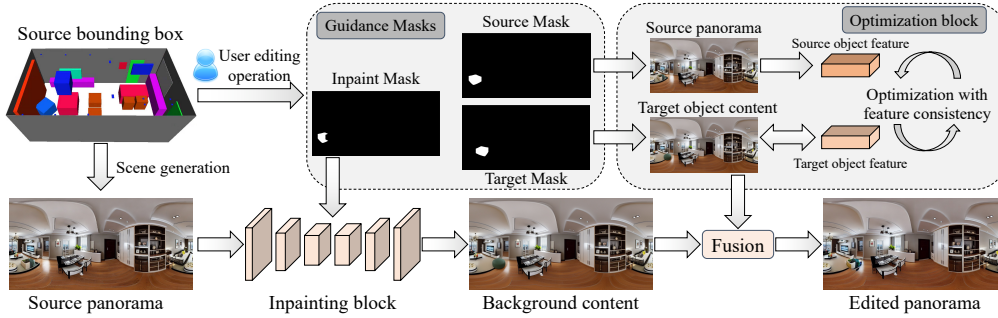 Source bounding box
User editing
operation
Scene generation
Guidance Masks
Inpaint Mask
Source Mask
Target Mask
Optimization block
Source panorama
Source object feature
Target object content
Optimization with
feature consistency
Target object feature
Fusion
Source panorama
Inpainting block
Background content
Edited panorama